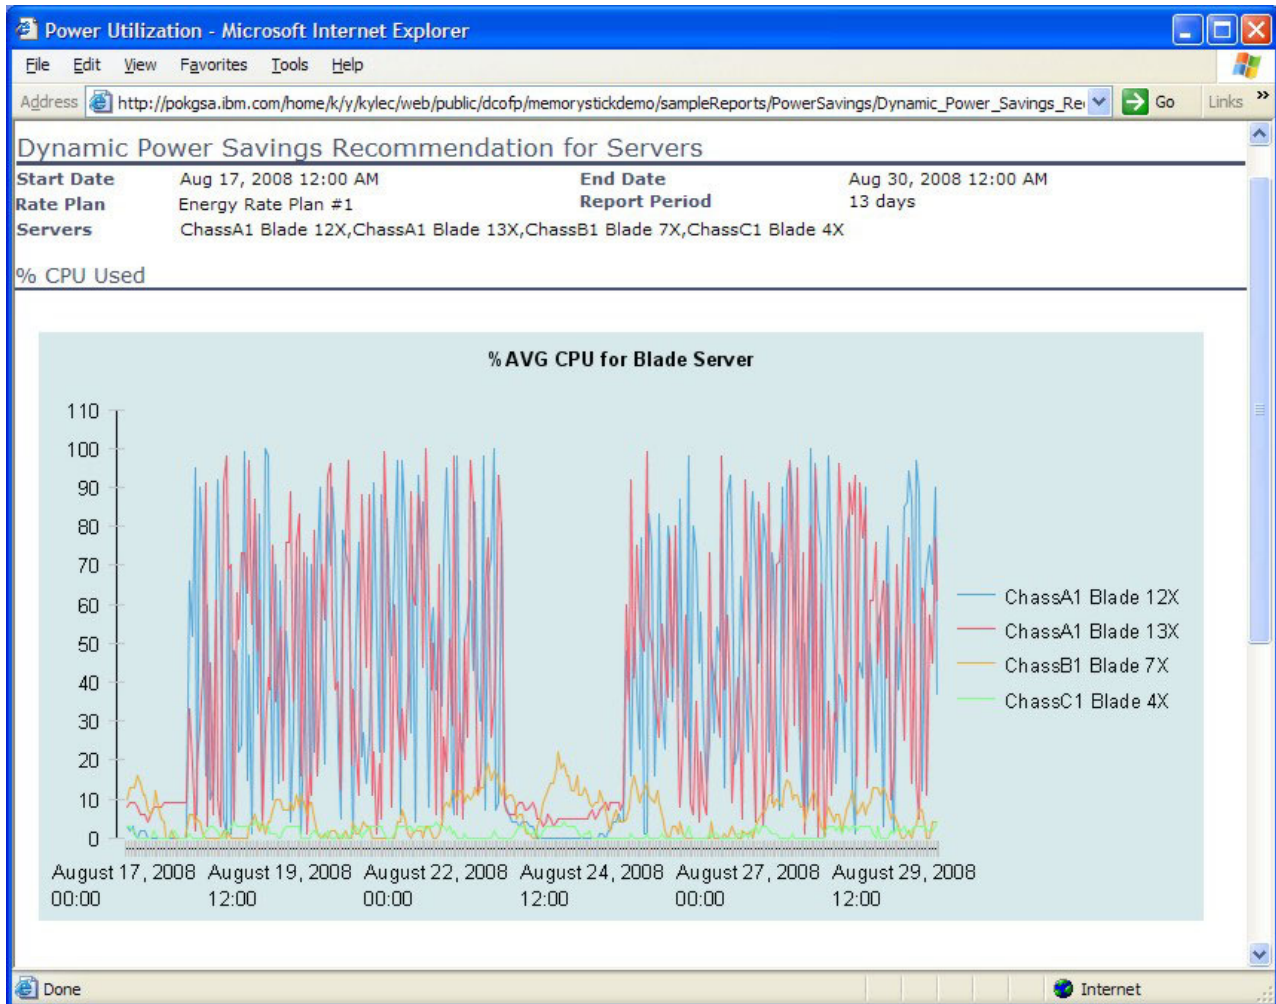 Power Utilization - Microsoft Internet Explorer
File Edit View Favorites Tools Help
Address http://pokgsa.ibm.com/home/k/y/kylec/web/public/dcofp/memorystickdemo/sampleReports/PowerSavings/Dynamic_Power_Savings_Re Go Links »
Dynamic Power Savings Recommendation for Servers
Start Date Aug 17, 2008 12:00 AM End Date Aug 30, 2008 12:00 AM
Rate Plan Energy Rate Plan #1 Report Period 13 days
Servers ChassA1 Blade 12X,ChassA1 Blade 13X,ChassB1 Blade 7X,ChassC1 Blade 4X
% CPU Used
%AVG CPU for Blade Server
110
100
90
80
70
60
50
40
30
20
10
0
ChassA1 Blade 12X
ChassA1 Blade 13X
ChassB1 Blade 7X
ChassC1 Blade 4X
August 17, 2008 August 19, 2008 August 22, 2008 August 24, 2008 August 27, 2008 August 29, 2008
00:00 12:00 00:00 12:00 00:00 12:00
Done Internet